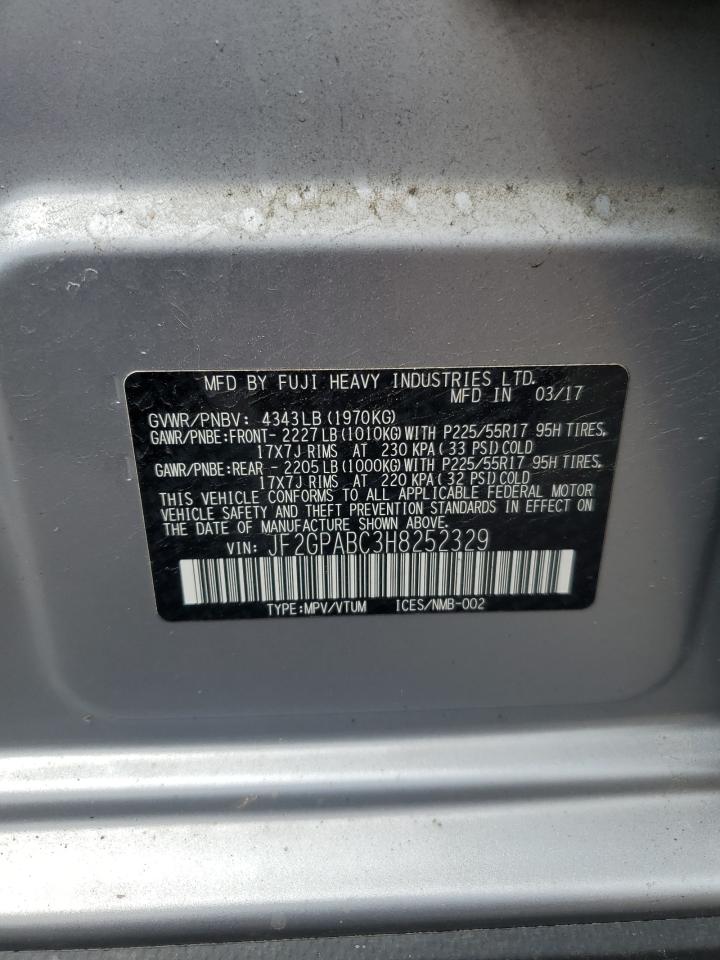 MFD BY FUJI HEAVY INDUSTRIES LTD.
MFD IN 03/17
GVWR/PNBV: 4343LB (1970KG)
GAWR/PNBE:FRONT- 2227LB (1010KG) WITH P225/55R17 95H TIRES,
17X7J RIMS AT 230 KPA (33 PSI) COLD
GAWR/PNBE:REAR - 2205LB (1000KG) WITH P225/55R17 95H TIRES,
17X7J RIMS AT 220 KPA (32 PSI) COLD
THIS VEHICLE CONFORMS TO ALL APPLICABLE FEDERAL MOTOR
VEHICLE SAFETY AND THEFT PREVENTION STANDARDS IN EFFECT ON
THE DATE OF MANUFACTURE SHOWN ABOVE.
VIN: JF2GPABC3H8252329
TYPE:MPV/VTUM ICES/NMB-002